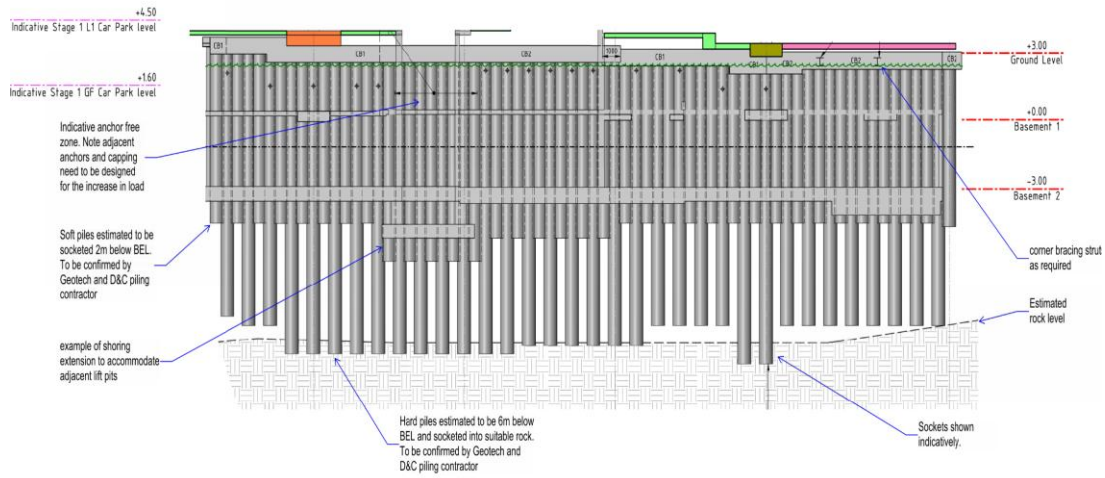 +4.50
Indicative Stage 1 L1 Car Park level
+1.60
Indicative Stage 1 GF Car Park level
CB1
CB1
CB2
1000
CB1
CB1
CB2
CB2
CB2
+3.00
Ground Level
+0.00
Basement 1
-3.00
Basement 2
Indicative anchor free
zone. Note adjacent
anchors and capping
need to be designed
for the increase in load
Soft piles estimated to be
socketed 2m below BEL.
To be confirmed by
Geotech and D&C piling
contractor
example of shoring
extension to accommodate
adjacent lift pits
Hard piles estimated to be 6m below
BEL and socketed into suitable rock.
To be confirmed by Geotech and
D&C piling contractor
corner bracing strut
as required
Estimated
rock level
Sockets shown
indicatively.